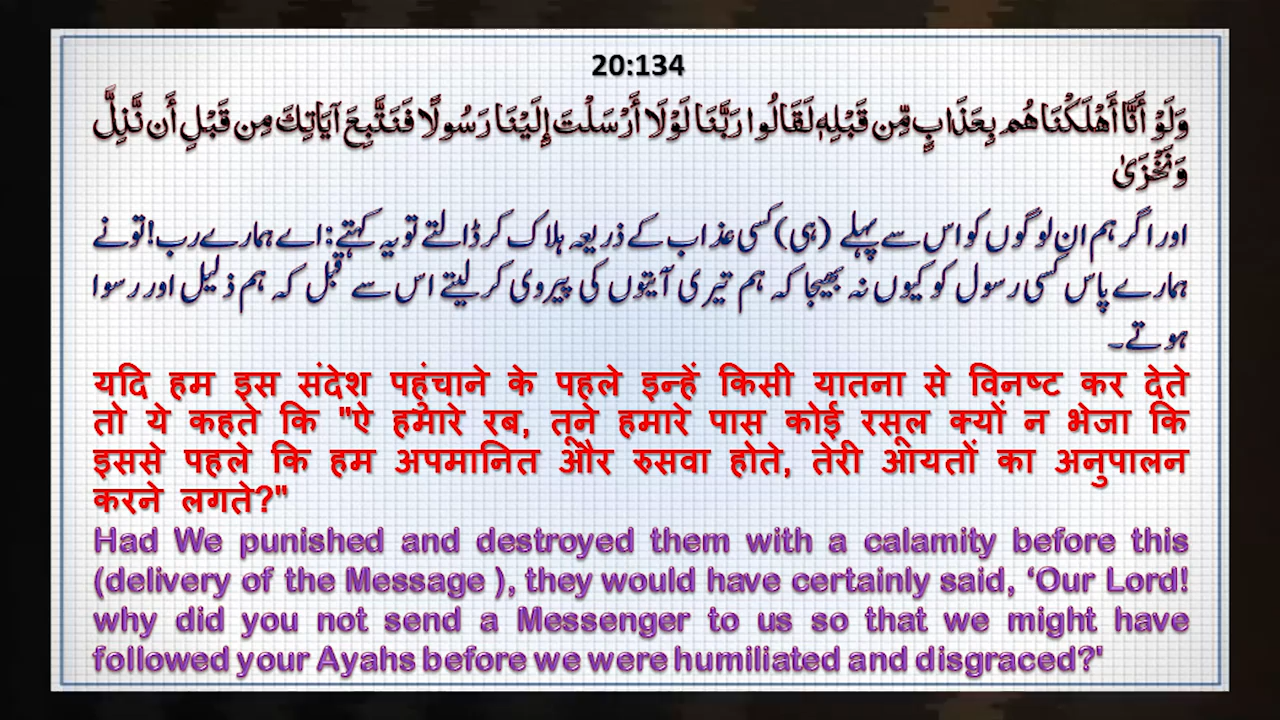 20:134
وَلَوْ أَنَّا أَهْلَكْنَاهُم بِعَذَابٍ مِّن قَبْلِهِ لَقَالُوا رَبَّنَا لَوْلَا أَرْسَلْتَ إِلَيْنَا رَسُولًا فَنَتَّبِعَ آيَاتِكَ مِن قَبْلِ أَن نَّذِلَّ
وَنَخْزَىٰ
اور اگر ہم ان لوگوں کو اس سے پہلے (ہی) کسی عذاب کے ذریعہ ہلاک کر ڈالتے تو یہ کہتے: اے ہمارے رب! تو نے
ہمارے پاس کسی رسول کو کیوں نہ بھیجا کہ ہم تیری آیتوں کی پیروی کر لیتے اس سے قبل کہ ہم ذلیل اور رسوا
ہوتے۔
यदि हम इस संदेश पहुंचाने के पहले इन्हें किसी यातना से विनष्ट कर देते
तो ये कहते कि "ऐ हमारे रब, तूने हमारे पास कोई रसूल क्यों न भेजा कि
इससे पहले कि हम अपमानित और रुसवा होते, तेरी आयतों का अनुपालन
करने लगते?"
Had We punished and destroyed them with a calamity before this
(delivery of the Message ), they would have certainly said, ‘Our Lord!
why did you not send a Messenger to us so that we might have
followed your Ayahs before we were humiliated and disgraced?'